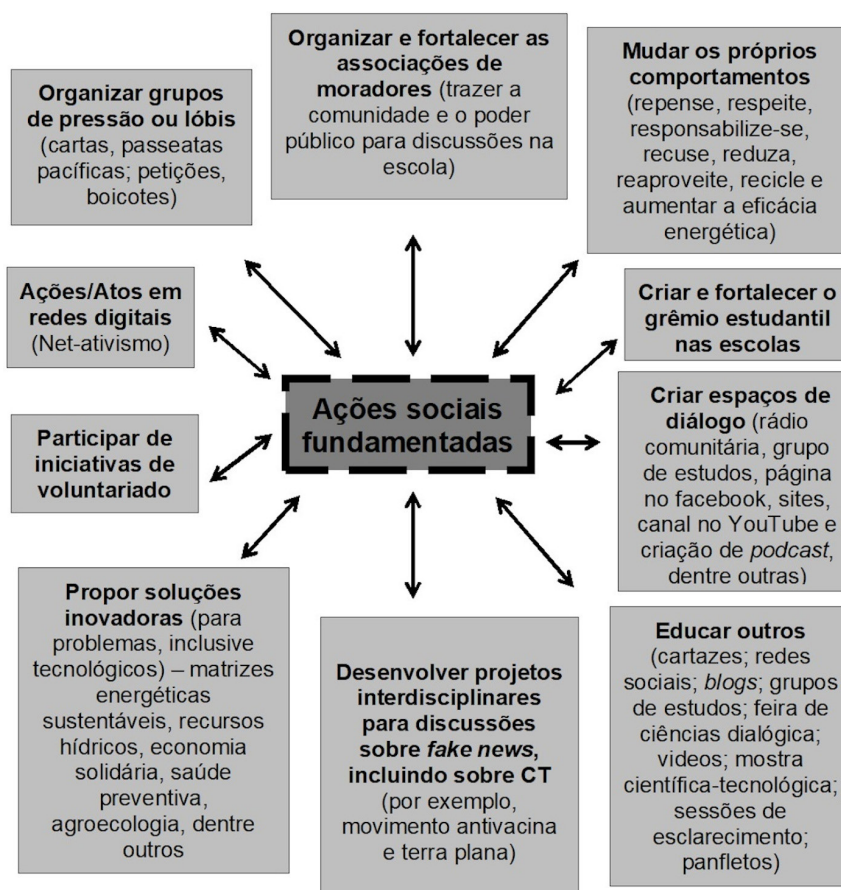 Organizar grupos
de pressão ou lóbis
(cartas, passeatas
pacíficas; petições,
boicotes)
Organizar e fortalecer as
associações de
moradores (trazer a
comunidade e o poder
público para discussões na
escola)
Mudar os próprios
comportamentos
(repense, respeite,
responsabilize-se,
recuse, reduza,
reaproveite, recicle e
aumentar a eficácia
energética)
Ações/Atos em
redes digitais
(Net-ativismo)
Criar e fortalecer o
grêmio estudantil
nas escolas
Ações sociais
fundamentadas
Participar de
iniciativas de
voluntariado
Criar espaços de
diálogo (rádio
comunitária, grupo
de estudos, página
no facebook, sites,
canal no YouTube e
criação de podcast,
dentre outras)
Propor soluções
inovadoras (para
problemas, inclusive
tecnológicos) – matrizes
energéticas
sustentáveis, recursos
hídricos, economia
solidária, saúde
preventiva,
agroecologia, dentre
outros
Desenvolver projetos
interdisciplinares
para discussões
sobre fake news,
incluindo sobre CT
(por exemplo,
movimento antivacina
e terra plana)
Educar outros
(cartazes; redes
sociais; blogs; grupos
de estudos; feira de
ciências dialógica;
videos; mostra
científica-tecnológica;
sessões de
esclarecimento;
panfletos)